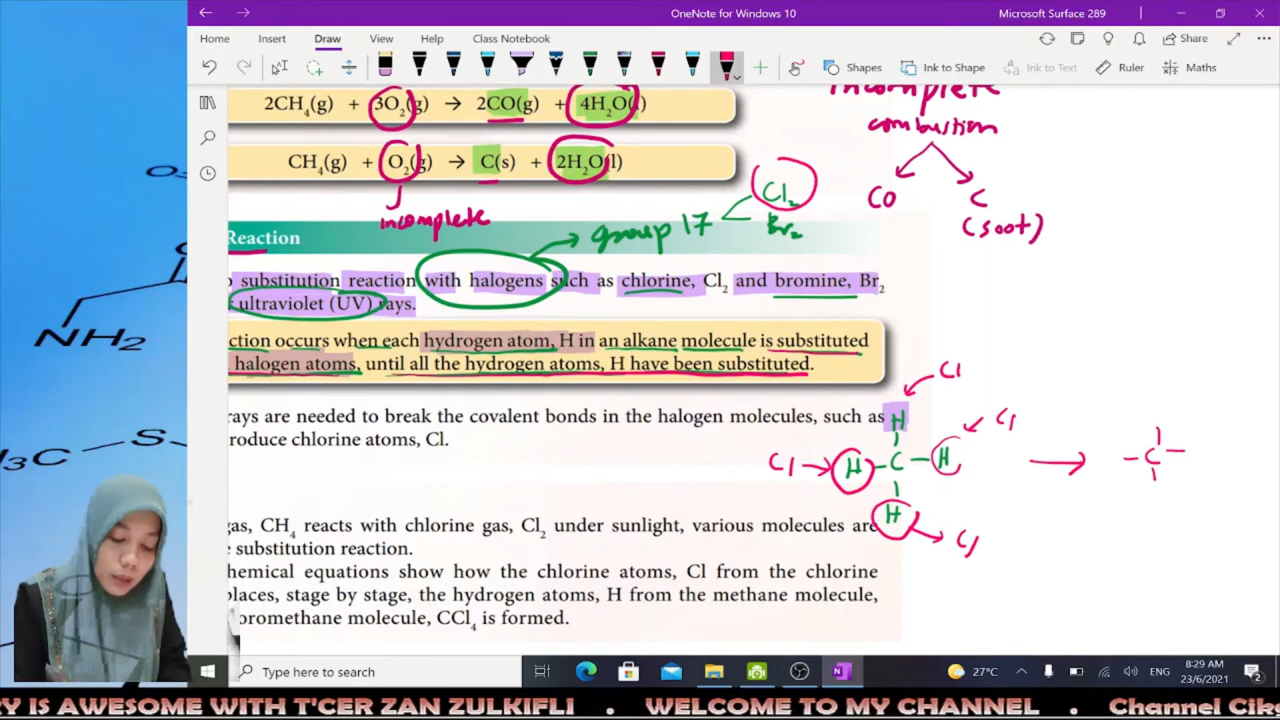 OneNote for Windows 10
Microsoft Surface 289
Home Insert Draw View Help Class Notebook
Share
Shapes Ink to Shape Ink to Text Ruler Maths
2CH4(g) + 3O2(g) → 2CO(g) + 4H2O(l)
incomplete
combustion
CH4(g) + O2(g) → C(s) + 2H2O(l)
CO C
(soot)
incomplete
Cl2
Br2
group 17
Reaction
substitution reaction with halogens such as chlorine, Cl2 and bromine, Br2
ultraviolet (UV) rays.
ction occurs when each hydrogen atom, H in an alkane molecule is substituted
halogen atoms, until all the hydrogen atoms, H have been substituted.
rays are needed to break the covalent bonds in the halogen molecules, such as
roduce chlorine atoms, Cl.
Cl
H
Cl
Cl → H - C - H → - C -
H
Cl
gas, CH4 reacts with chlorine gas, Cl2 under sunlight, various molecules are
e substitution reaction.
hemical equations show how the chlorine atoms, Cl from the chlorine
places, stage by stage, the hydrogen atoms, H from the methane molecule,
oromethane molecule, CCl4 is formed.
NH2
3C S
Type here to search
27°C
ENG
8:29 AM
23/6/2021
2
RY IS AWESOME WITH T'CER ZAN ZULKIFLI . WELCOME TO MY CHANNEL . Channel Cikg